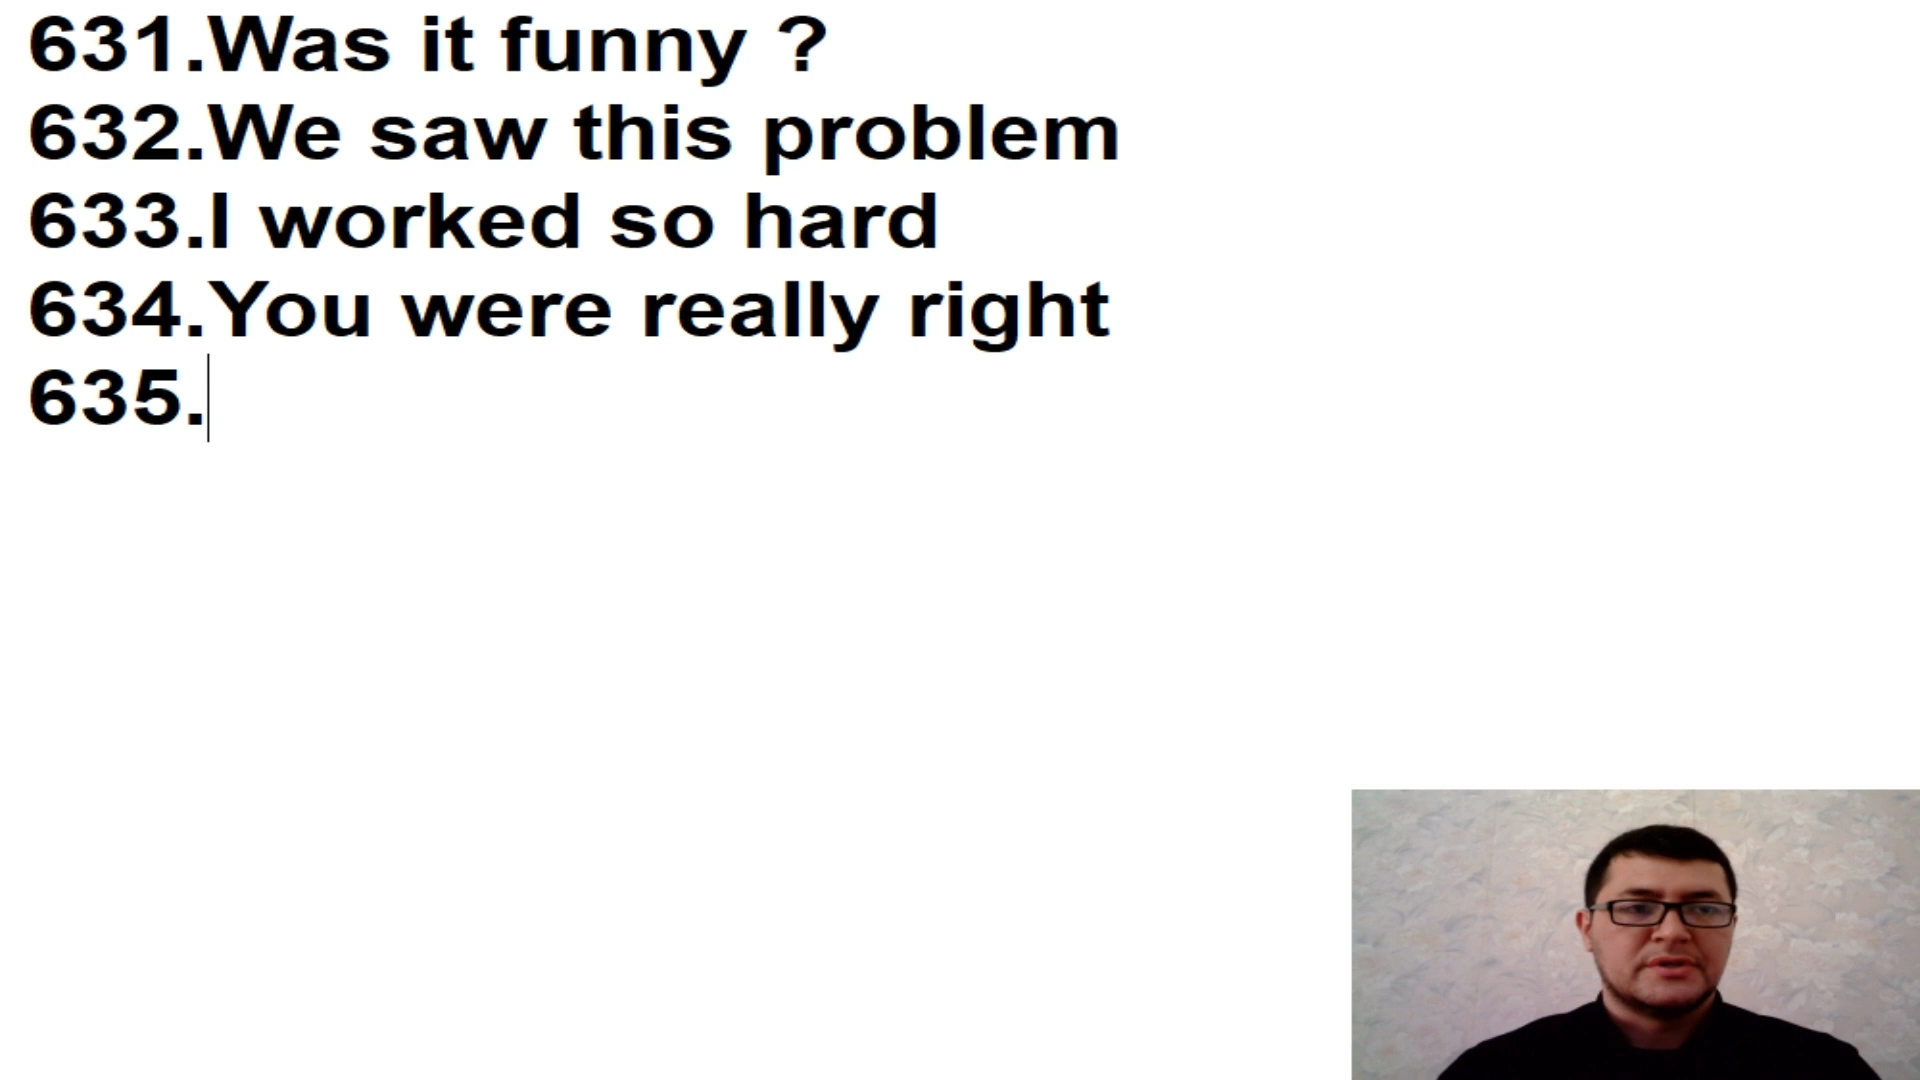 631.Was it funny ?
632.We saw this problem
633.I worked so hard
634.You were really right
635.